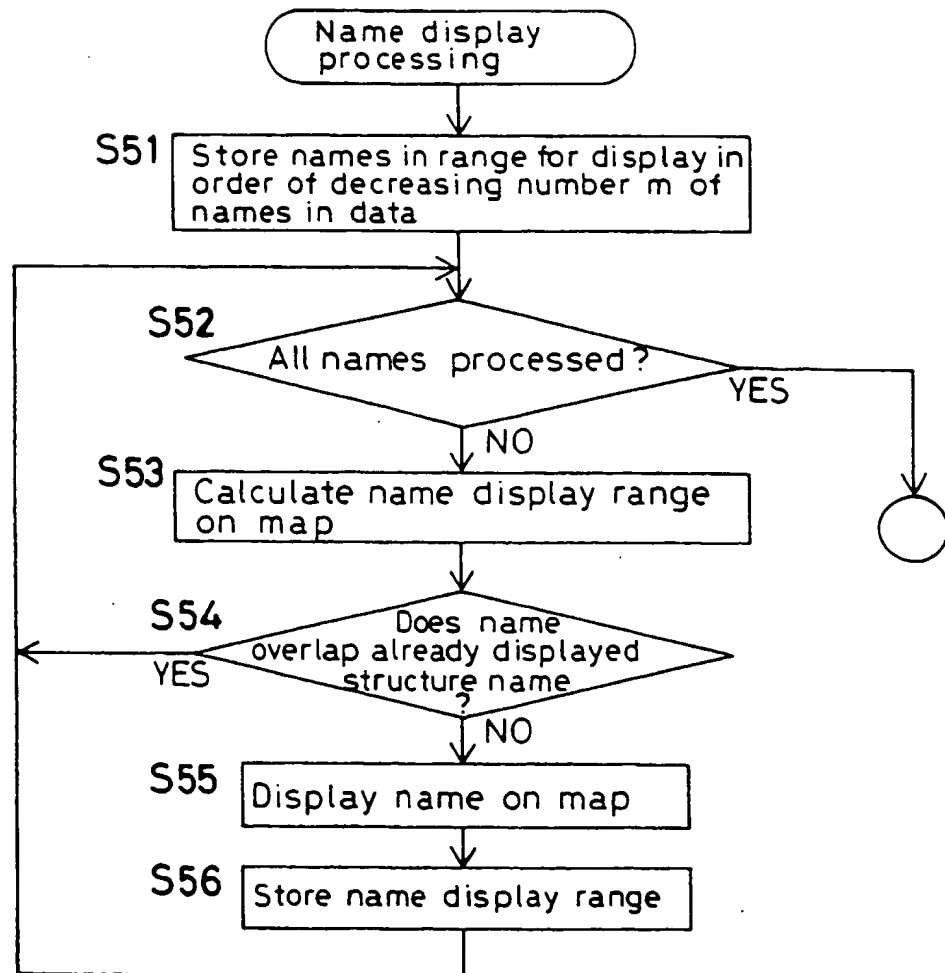 Name display
processing
S51
Store names in range for display in
order of decreasing number m of
names in data
S52
All names processed?
YES
NO
S53
Calculate name display range
on map
S54
Does name
overlap already displayed
structure name
?
YES
NO
S55
Display name on map
S56
Store name display range